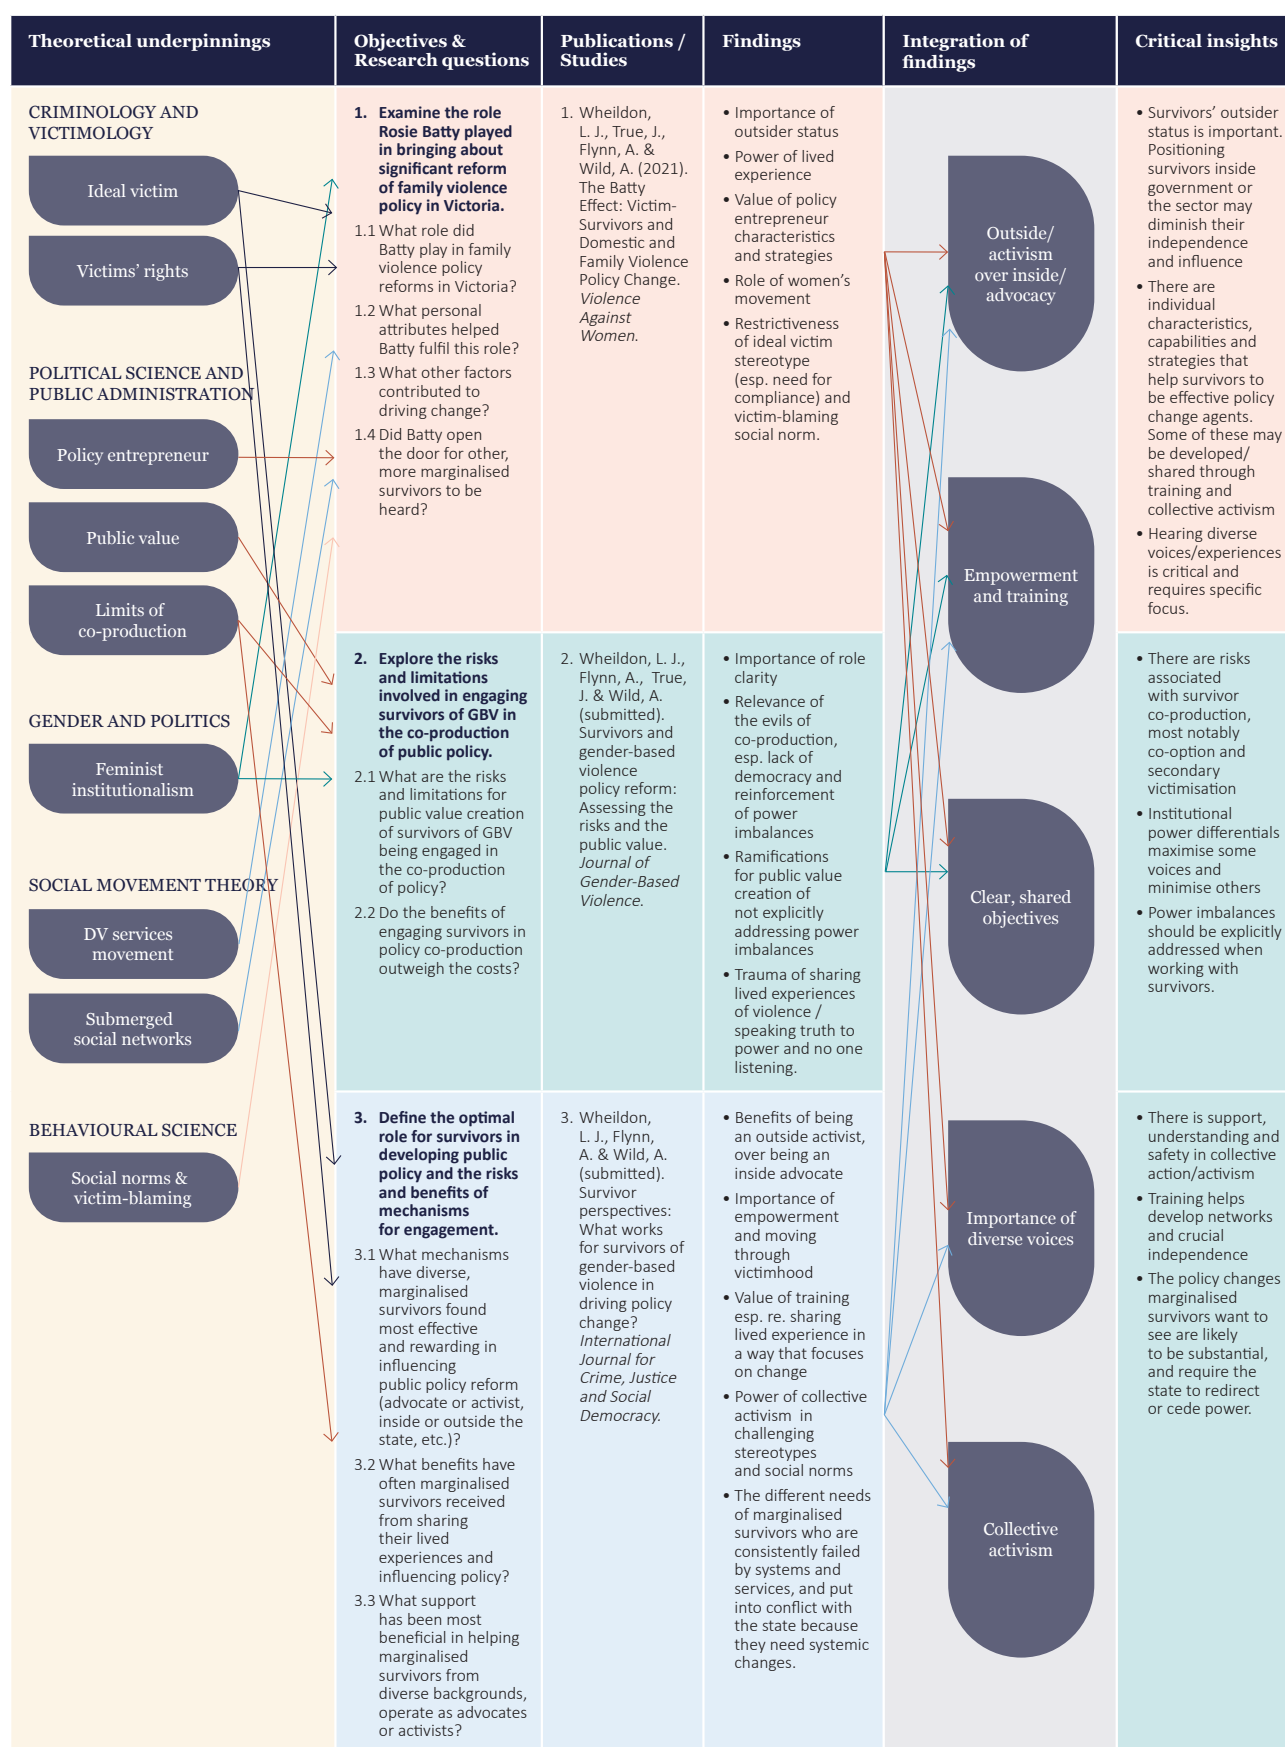 Theoretical underpinnings
Objectives &
Research questions
Publications /
Studies
Findings
Integration of
findings
Critical insights
CRIMINOLOGY AND
VICTIMOLOGY
Ideal victim
Victims’ rights
POLITICAL SCIENCE AND
PUBLIC ADMINISTRATION
Policy entrepreneur
Public value
Limits of
co-production
GENDER AND POLITICS
Feminist
institutionalism
SOCIAL MOVEMENT THEORY
DV services
movement
Submerged
social networks
BEHAVIOURAL SCIENCE
Social norms &
victim-blaming
1. Examine the role
Rosie Batty played
in bringing about
significant reform
of family violence
policy in Victoria.
1.1 What role did
Batty play in family
violence policy
reforms in Victoria?
1.2 What personal
attributes helped
Batty fulfil this role?
1.3 What other factors
contributed to
driving change?
1.4 Did Batty open
the door for other,
more marginalised
survivors to be
heard?
1. Wheildon,
L. J., True, J.,
Flynn, A. &
Wild, A. (2021).
The Batty
Effect: Victim-
Survivors and
Domestic and
Family Violence
Policy Change.
Violence
Against
Women.
• Importance of
outsider status
• Power of lived
experience
• Value of policy
entrepreneur
characteristics
and strategies
• Role of women’s
movement
• Restrictiveness
of ideal victim
stereotype
(esp. need for
compliance) and
victim-blaming
social norm.
2. Explore the risks
and limitations
involved in engaging
survivors of GBV in
the co-production
of public policy.
2.1 What are the risks
and limitations for
public value creation
of survivors of GBV
being engaged in
the co-production
of policy?
2.2 Do the benefits of
engaging survivors in
policy co-production
outweigh the costs?
2. Wheildon, L. J.,
Flynn, A., True,
J. & Wild, A.
(submitted).
Survivors and
gender-based
violence
policy reform:
Assessing the
risks and the
public value.
Journal of
Gender-Based
Violence.
• Importance of role
clarity
• Relevance of
the evils of
co-production,
esp. lack of
democracy and
reinforcement
of power
imbalances
• Ramifications
for public value
creation of
not explicitly
addressing power
imbalances
• Trauma of sharing
lived experiences
of violence /
speaking truth to
power and no one
listening.
3. Define the optimal
role for survivors in
developing public
policy and the risks
and benefits of
mechanisms
for engagement.
3.1 What mechanisms
have diverse,
marginalised
survivors found
most effective
and rewarding in
influencing
public policy reform
(advocate or activist,
inside or outside the
state, etc.)?
3.2 What benefits have
often marginalised
survivors received
from sharing
their lived
experiences and
influencing policy?
3.3 What support
has been most
beneficial in helping
marginalised
survivors from
diverse backgrounds,
operate as advocates
or activists?
3. Wheildon,
L. J., Flynn,
A. & Wild, A.
(submitted).
Survivor
perspectives:
What works
for survivors of
gender-based
violence in
driving policy
change?
International
Journal for
Crime, Justice
and Social
Democracy.
• Benefits of being
an outside activist,
over being an
inside advocate
• Importance of
empowerment
and moving
through
victimhood
• Value of training
esp. re. sharing
lived experience in
a way that focuses
on change
• Power of collective
activism in
challenging
stereotypes
and social norms
• The different needs
of marginalised
survivors who are
consistently failed
by systems and
services, and put
into conflict with
the state because
they need systemic
changes.
Outside/
activism
over inside/
advocacy
Empowerment
and training
Clear, shared
objectives
Importance of
diverse voices
Collective
activism
• Survivors’ outsider
status is important.
Positioning
survivors inside
government or
the sector may
diminish their
independence
and influence
• There are
individual
characteristics,
capabilities and
strategies that
help survivors to
be effective policy
change agents.
Some of these may
be developed/
shared through
training and
collective activism
• Hearing diverse
voices/experiences
is critical and
requires specific
focus.
• There are risks
associated
with survivor
co-production,
most notably
co-option and
secondary
victimisation
• Institutional
power differentials
maximise some
voices and
minimise others
• Power imbalances
should be explicitly
addressed when
working with
survivors.
• There is support,
understanding and
safety in collective
action/activism
• Training helps
develop networks
and crucial
independence
• The policy changes
marginalised
survivors want to
see are likely
to be substantial,
and require the
state to redirect
or cede power.